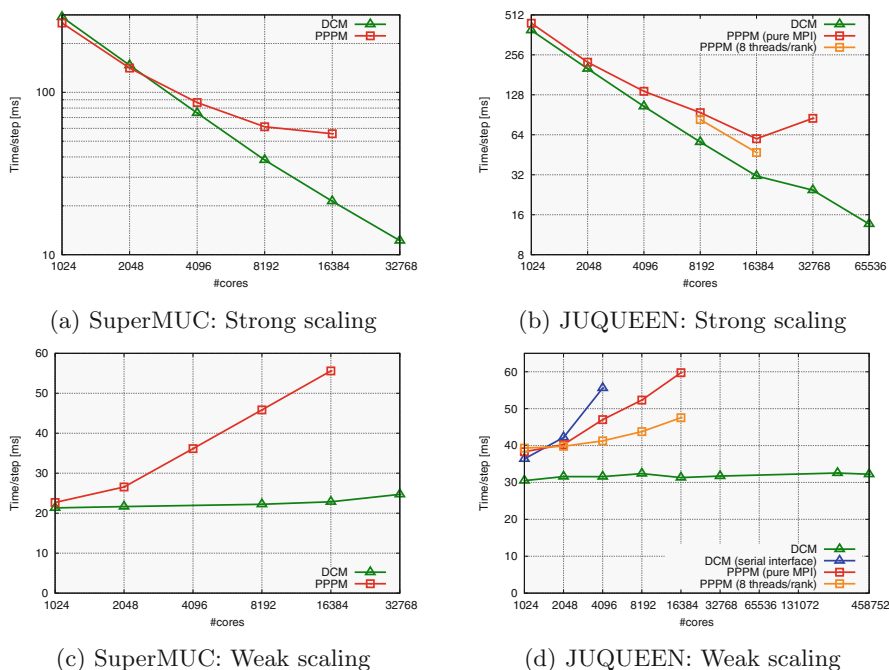 DCM
PPPM
100
10
Time/step [ms]
1024 2048 4096 8192 16384 32768
#cores
(a) SuperMUC: Strong scaling
DCM
PPPM (pure MPI)
PPPM (8 threads/rank)
512
256
128
64
32
16
8
Time/step [ms]
1024 2048 4096 8192 16384 32768 65536
#cores
(b) JUQUEEN: Strong scaling
60
50
40
30
20
10
0
Time/step [ms]
DCM
PPPM
1024 2048 4096 8192 16384 32768
#cores
(c) SuperMUC: Weak scaling
60
50
40
30
20
10
0
Time/step [ms]
DCM
DCM (serial interface)
PPPM (pure MPI)
PPPM (8 threads/rank)
1024 2048 4096 8192 16384 32768 65536 131072 458752
#cores
(d) JUQUEEN: Weak scaling